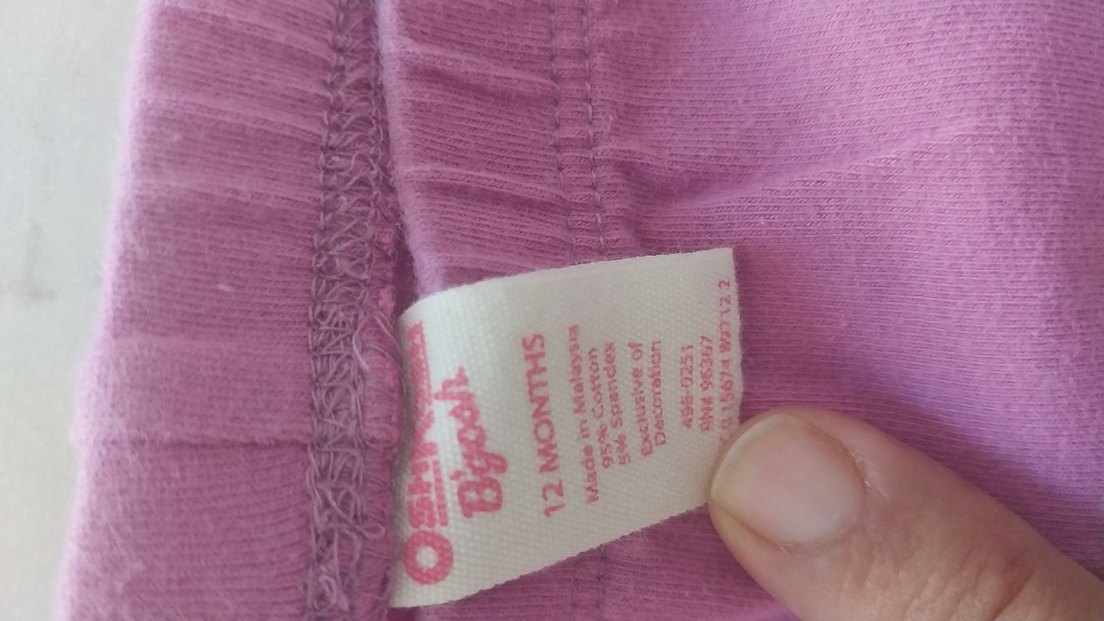 OSHKOSH
B'gosh
12 MONTHS
Made in Malaysia
95% Cotton
5% Spandex
Exclusive of
Decoration
496-0251
RN# 96367